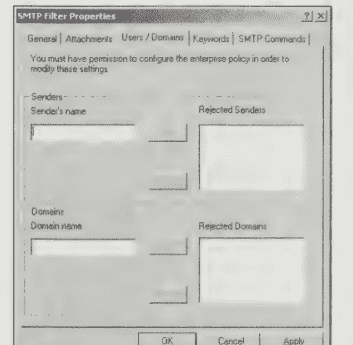 SMTP Filter Properties
General Attachments Users / Domains Keywords SMTP Commands
You must have permission to configure the enterprise policy in order to
modify these settings
Senders
Sender's name Rejected Senders
Domains
Domain name Rejected Domains
OK Cancel Apply